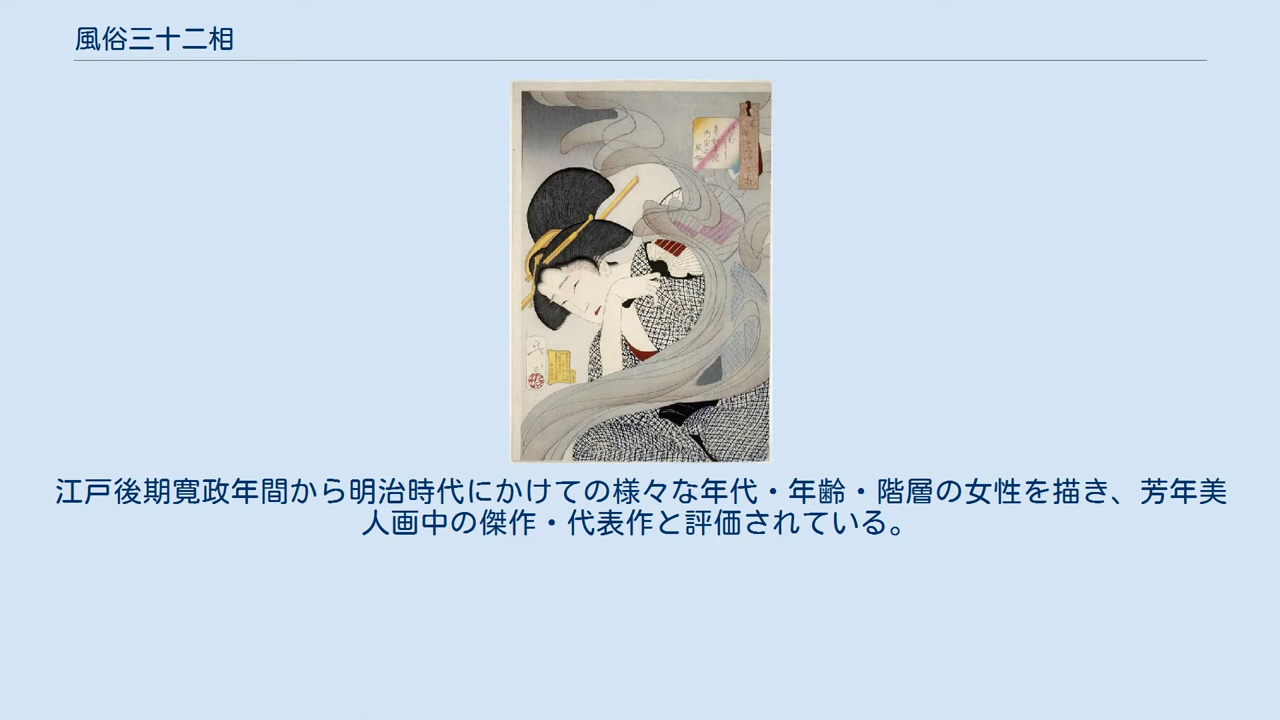 風俗三十二相
江戸後期寛政年間から明治時代にかけての様々な年代・年齢・階層の女性を描き、芳年美
人画中の傑作・代表作と評価されている。